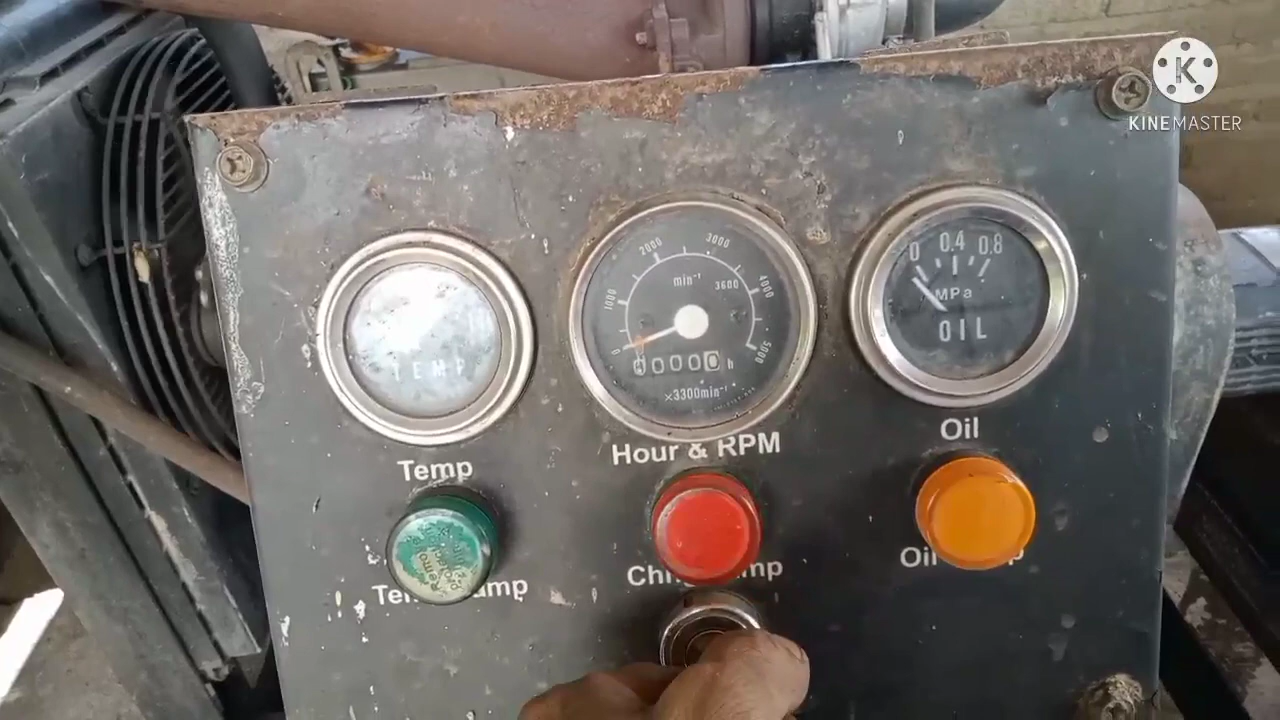 K
KINEMASTER
TEMP
1000
2000
3000
4000
5000
0
min⁻¹
3600
00000 h
×3300min⁻¹
0 0.4 0.8
MPa
OIL
Temp
Hour & RPM
Oil